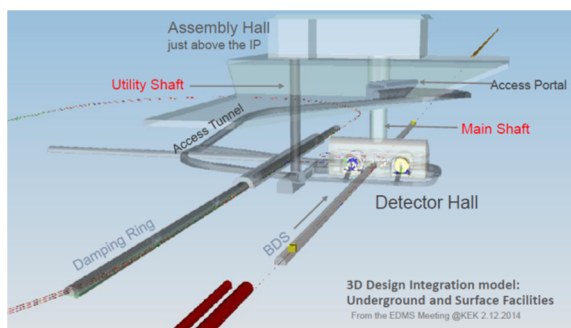 Assembly Hall
just above the IP
Utility Shaft
Access Portal
Access Tunnel
Main Shaft
Detector Hall
Damping Ring
BDS
3D Design Integration model:
Underground and Surface Facilities
From the EDMS Meeting @KEK 2.12.2014